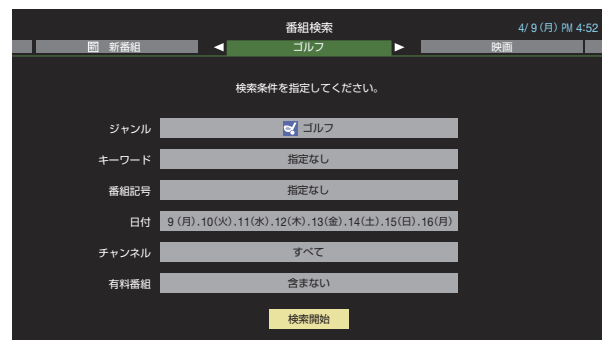 番組検索
4/ 9 (月) PM 4:52
新番組 ◀ ゴルフ ▶ 映画
検索条件を指定してください。
ジャンル ゴルフ
キーワード 指定なし
番組記号 指定なし
日付 9 (月).10(火).11(水).12(木).13(金).14(土).15(日).16(月)
チャンネル すべて
有料番組 含まない
検索開始